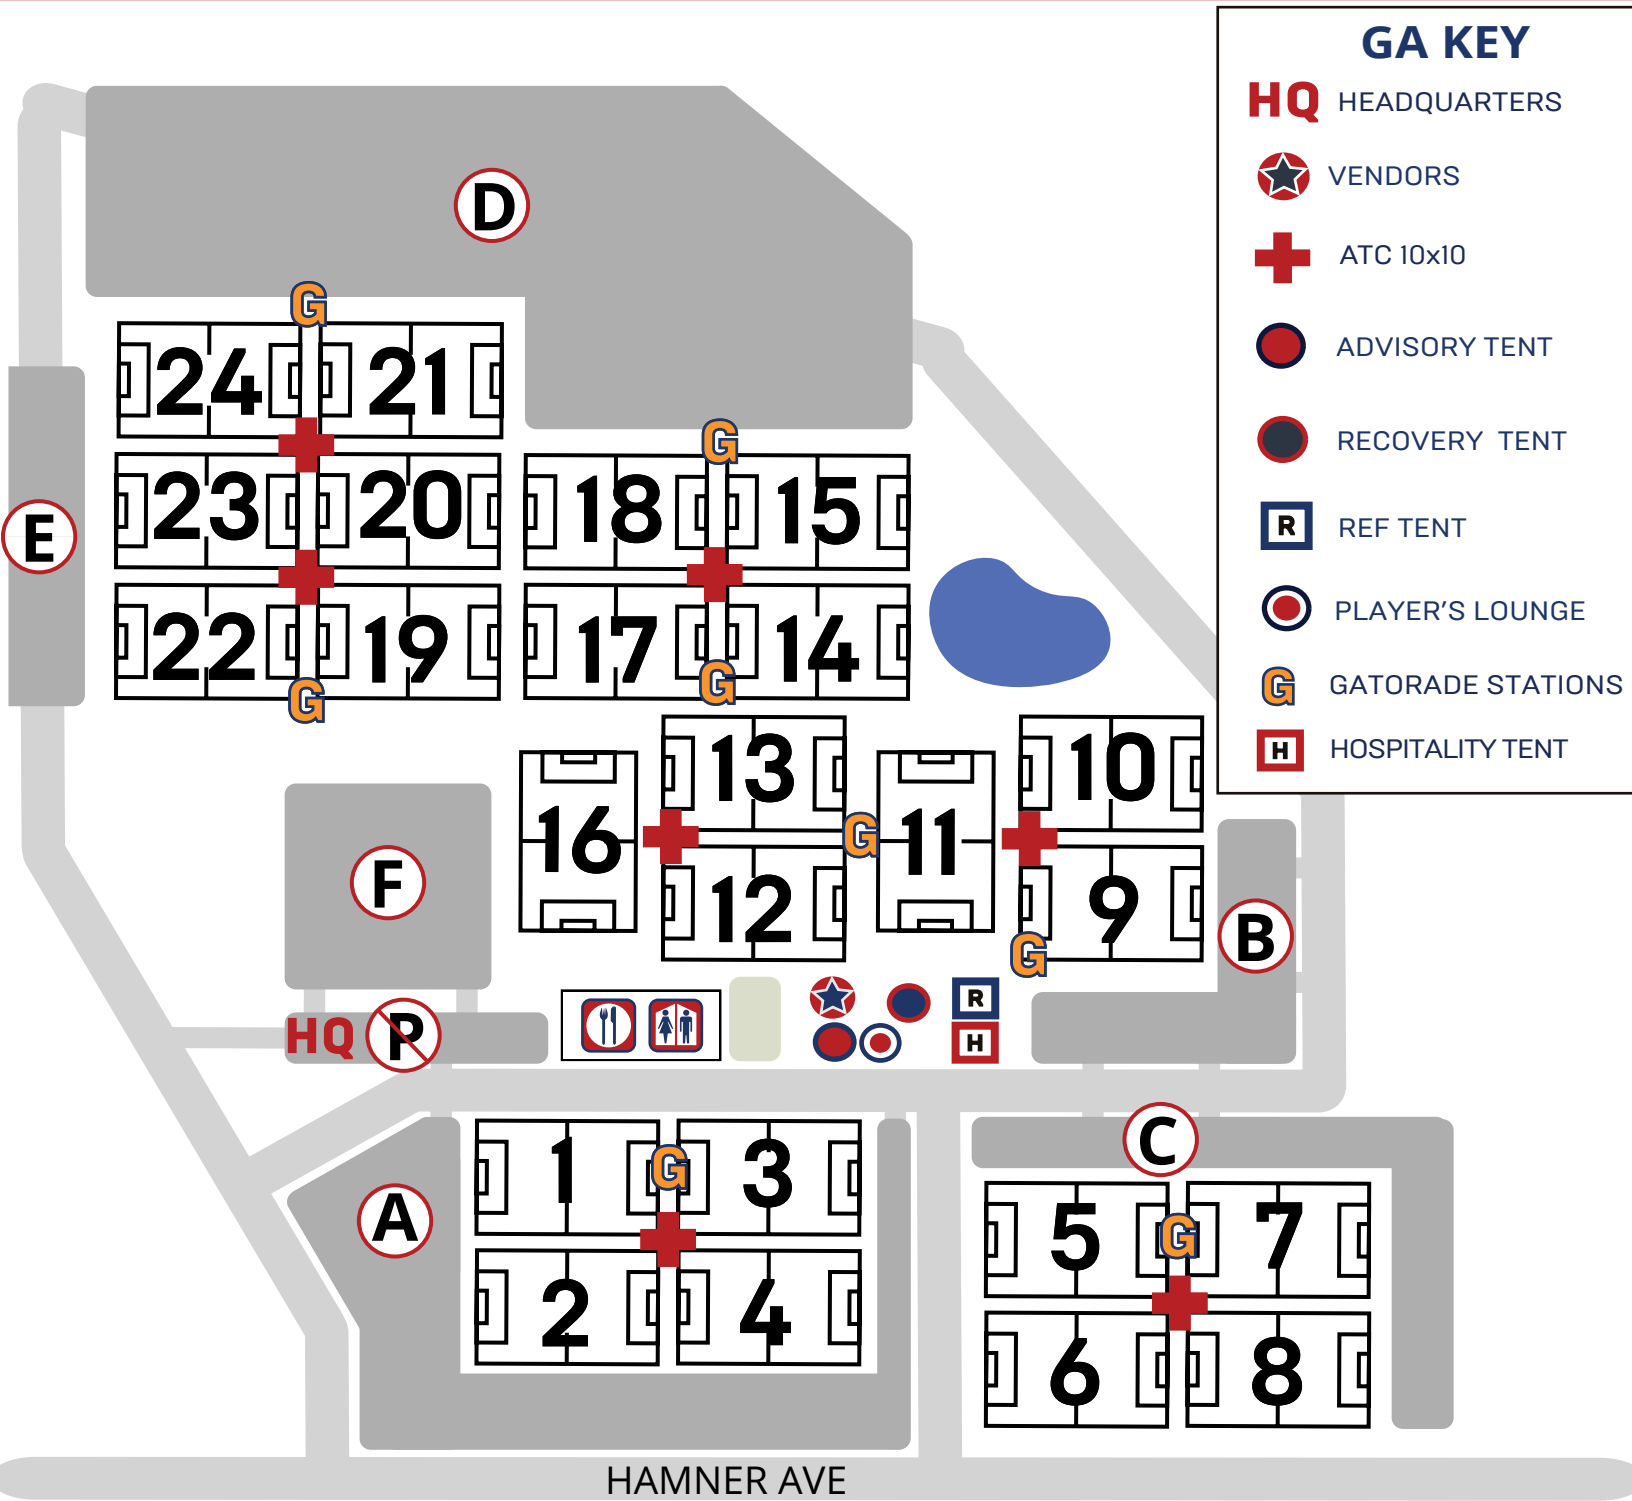 GA KEY
HQ HEADQUARTERS
VENDORS
ATC 10x10
ADVISORY TENT
RECOVERY TENT
R REF TENT
PLAYER'S LOUNGE
G GATORADE STATIONS
H HOSPITALITY TENT
D
G
24 21
G
E
23 20 18 15
22 19 17 14
G G
13 10
16 G 11
12 9
F B
G
R
HQ P H
C
1 G 3
A
5 G 7
2 4
6 8
HAMNER AVE